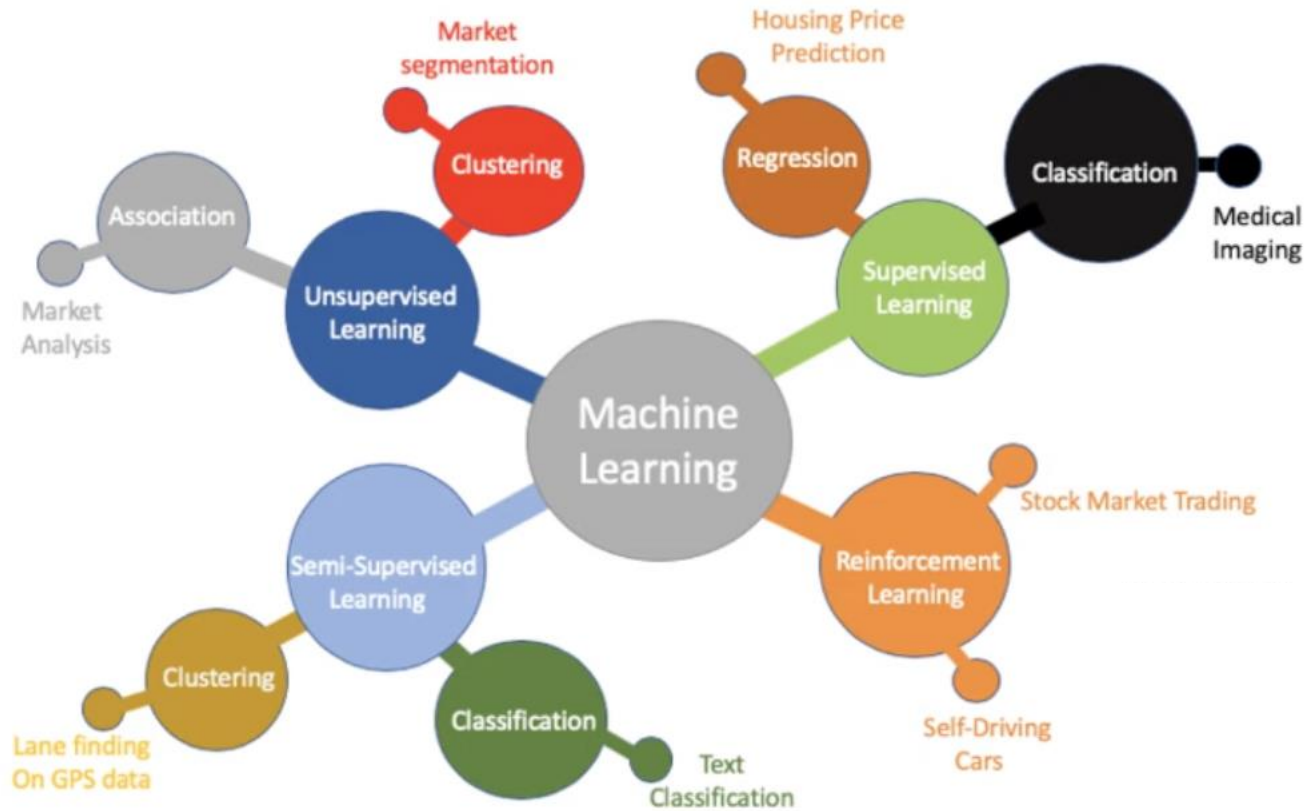 Market
segmentation
Clustering
Association
Market
Analysis
Unsupervised
Learning
Housing Price
Prediction
Regression
Classification
Medical
Imaging
Supervised
Learning
Machine
Learning
Semi-Supervised
Learning
Clustering
Lane finding
On GPS data
Classification
Text
Classification
Reinforcement
Learning
Stock Market Trading
Self-Driving
Cars